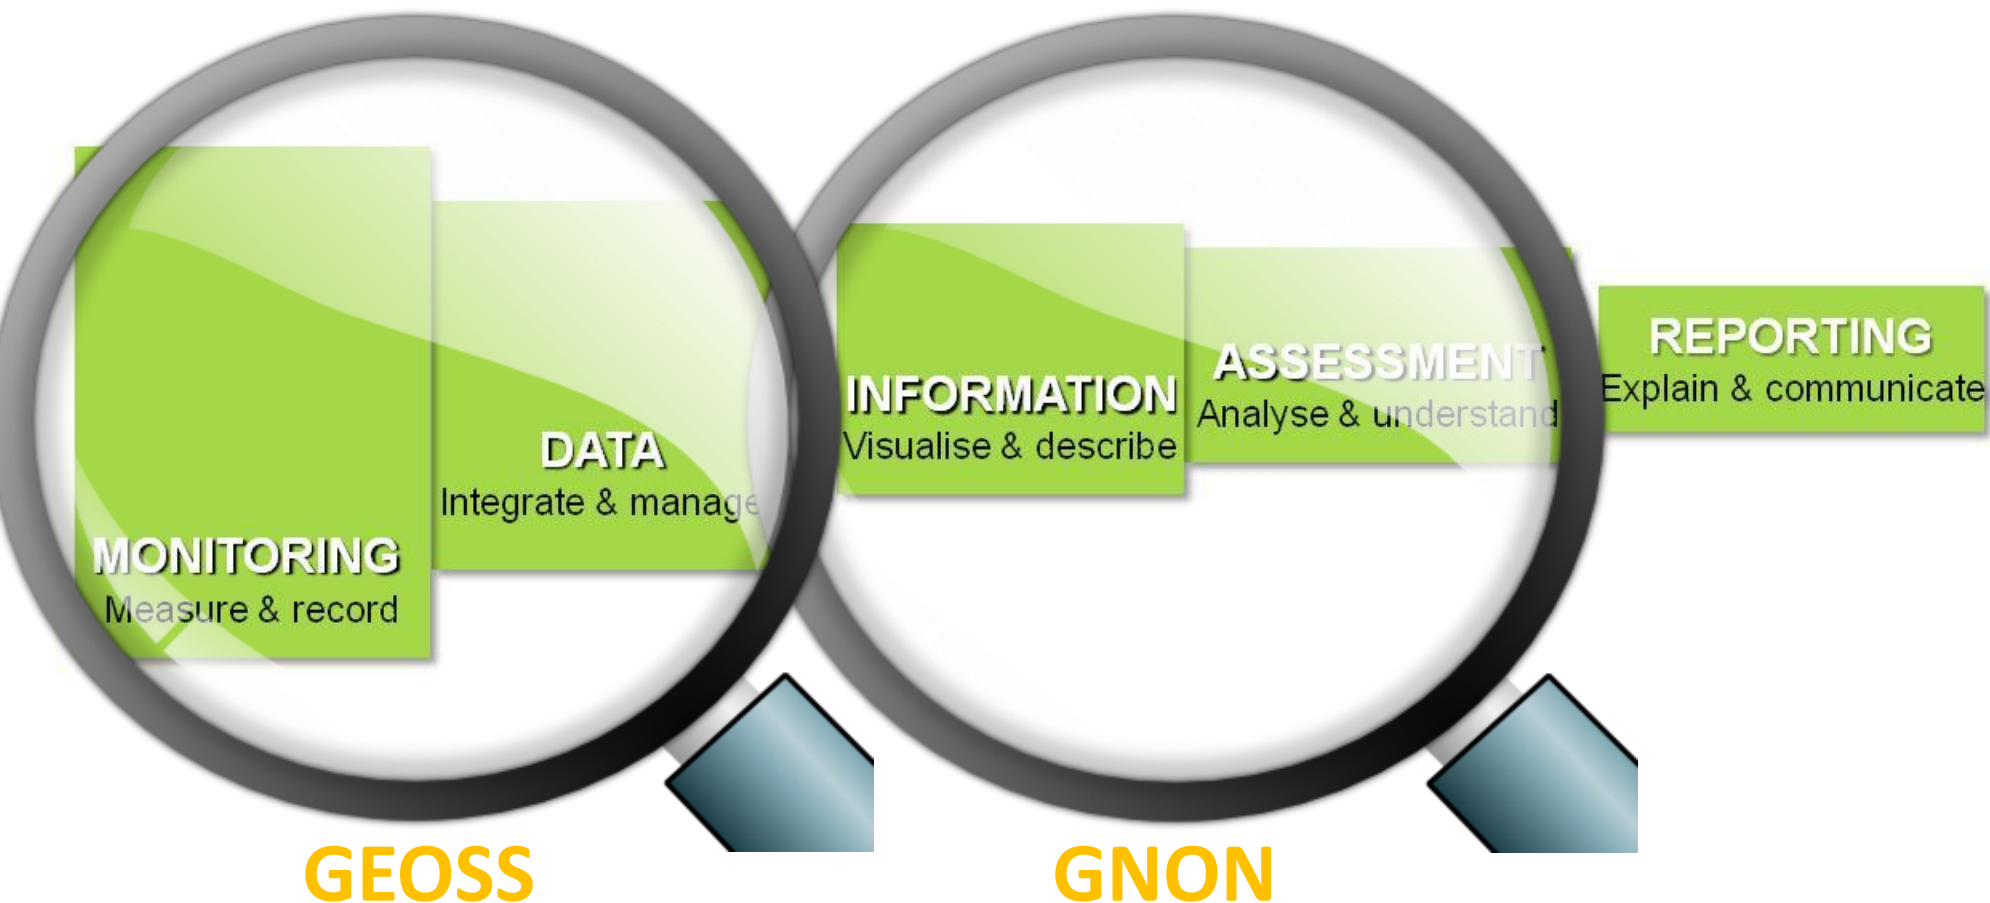 MONITORING
Measure & record
DATA
Integrate & manage
INFORMATION
Visualise & describe
ASSESSMENT
Analyse & understand
REPORTING
Explain & communicate
GEOSS
GNON